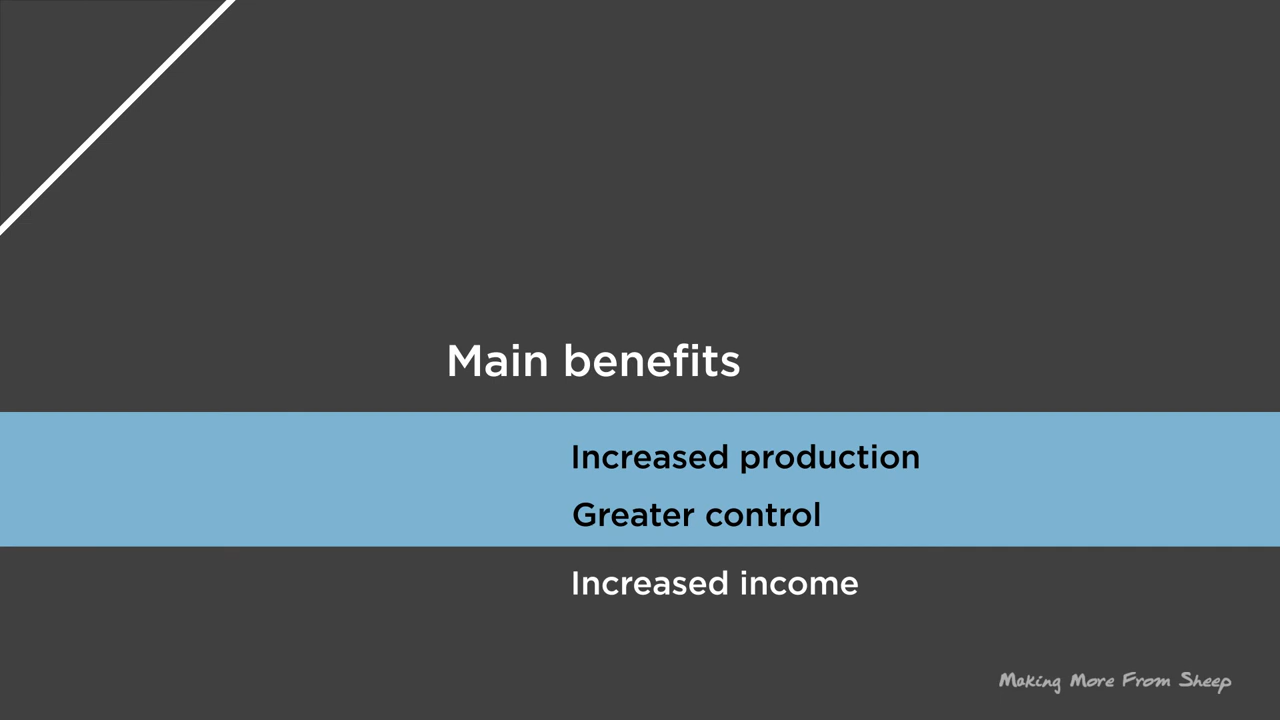 Main benefits
Increased production
Greater control
Increased income
Making More From Sheep